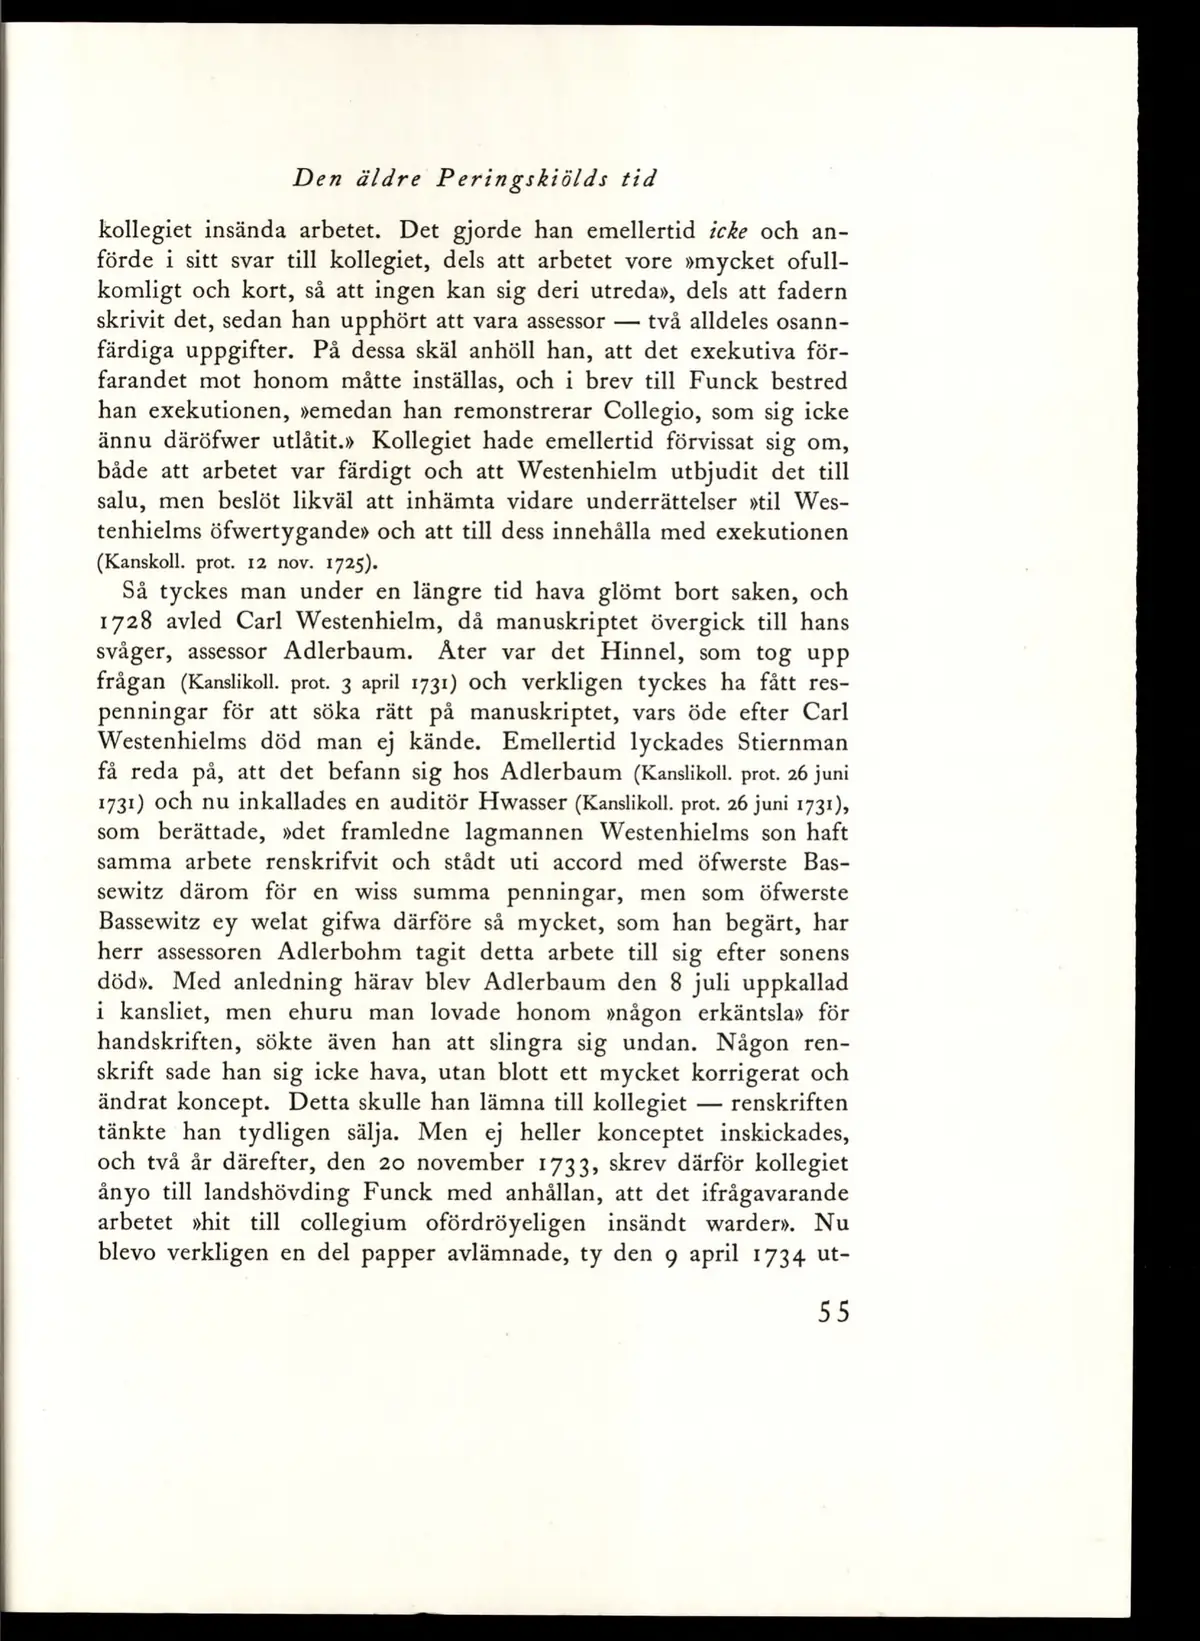 Den äldre Peringskiölds tid
kollegiet insända arbetet. Det gjorde han emellertid icke och an-
förde i sitt svar till kollegiet, dels att arbetet vore »mycket ofull-
komligt och kort, så att ingen kan sig deri utreda», dels att fadern
skrivit det, sedan han upphört att vara assessor — två alldeles osann-
färdiga uppgifter. På dessa skäl anhöll han, att det exekutiva för-
farandet mot honom måtte inställas, och i brev till Funck bestred
han exekutionen, »emedan han remonstrerar Collegio, som sig icke
ännu däröfwer utlåtit.» Kollegiet hade emellertid förvissat sig om,
både att arbetet var färdigt och att Westenhielm utbjudit det till
salu, men beslöt likväl att inhämta vidare underrättelser »til Wes-
tenhielms öfwertygande» och att till dess innehålla med exekutionen
(Kanskoll. prot. 12 nov. 1725).
Så tyckes man under en längre tid hava glömt bort saken, och
1728 avled Carl Westenhielm, då manuskriptet övergick till hans
svåger, assessor Adlerbaum. Åter var det Hinnel, som tog upp
frågan (Kanslikoll. prot. 3 april 1731) och verkligen tyckes ha fått res-
penningar för att söka rätt på manuskriptet, vars öde efter Carl
Westenhielms död man ej kände. Emellertid lyckades Stiernman
få reda på, att det befann sig hos Adlerbaum (Kanslikoll. prot. 26 juni
1731) och nu inkallades en auditör Hwasser (Kanslikoll. prot. 26 juni 1731),
som berättade, »det framledne lagmannen Westenhielms son haft
samma arbete renskrifvit och stådt uti accord med öfwerste Bas-
sewitz därom för en wiss summa penningar, men som öfwerste
Bassewitz ey welat gifwa därföre så mycket, som han begärt, har
herr assessoren Adlerbohm tagit detta arbete till sig efter sonens
död». Med anledning härav blev Adlerbaum den 8 juli uppkallad
i kansliet, men ehuru man lovade honom »någon erkäntsla» för
handskriften, sökte även han att slingra sig undan. Någon ren-
skrift sade han sig icke hava, utan blott ett mycket korrigerat och
ändrat koncept. Detta skulle han lämna till kollegiet — renskriften
tänkte han tydligen sälja. Men ej heller konceptet inskickades,
och två år därefter, den 20 november 1733, skrev därför kollegiet
ånyo till landshövding Funck med anhållan, att det ifrågavarande
arbetet »hit till collegium ofördröyeligen insändt warder». Nu
blevo verkligen en del papper avlämnade, ty den 9 april 1734 ut-
55